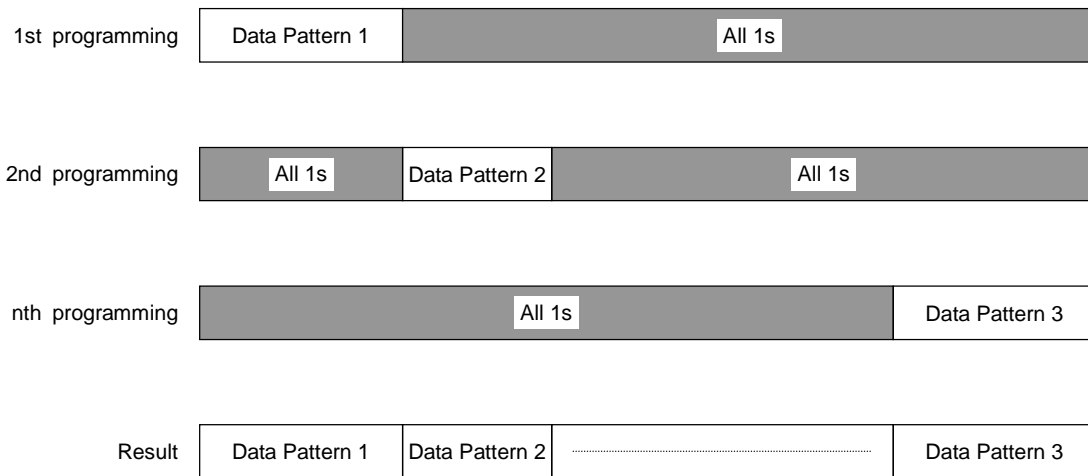 1st programming Data Pattern 1 All 1s
2nd programming All 1s Data Pattern 2 All 1s
nth programming All 1s Data Pattern 3
Result Data Pattern 1 Data Pattern 2 Data Pattern 3